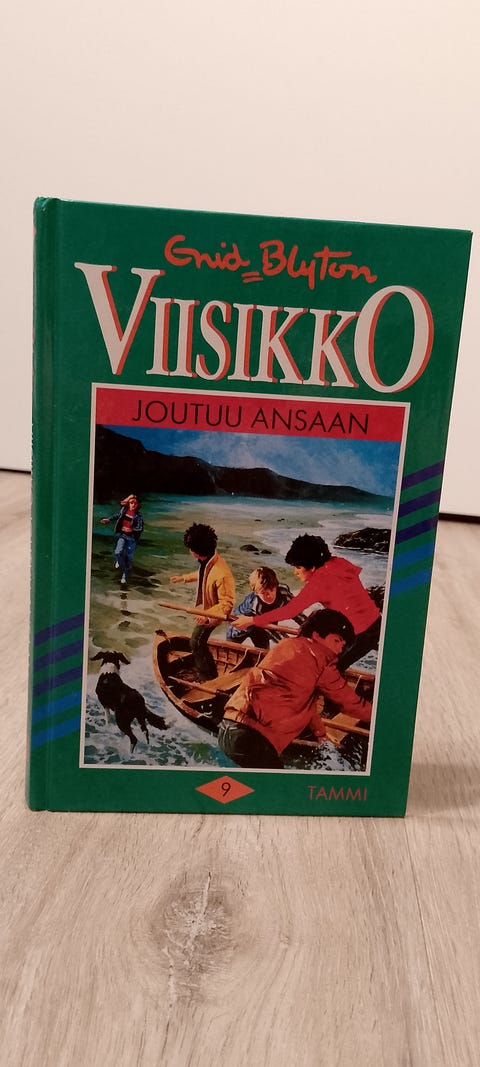 Enid Blyton
VIISIKKO
JOUTUU ANSAAN
9
TAMMI